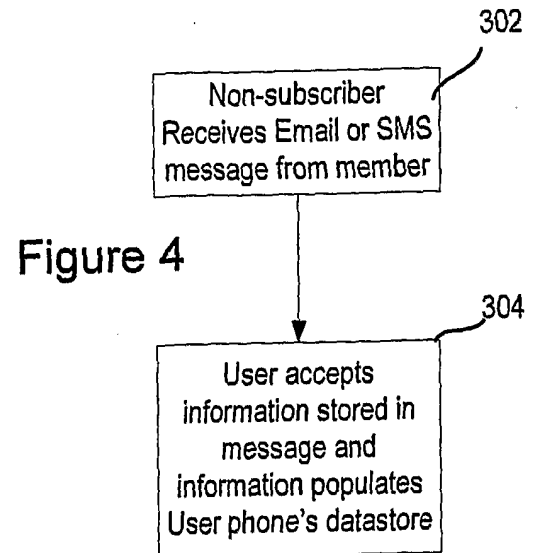 302
Non-subscriber
Receives Email or SMS
message from member
Figure 4
304
User accepts
information stored in
message and
information populates
User phone's datastore